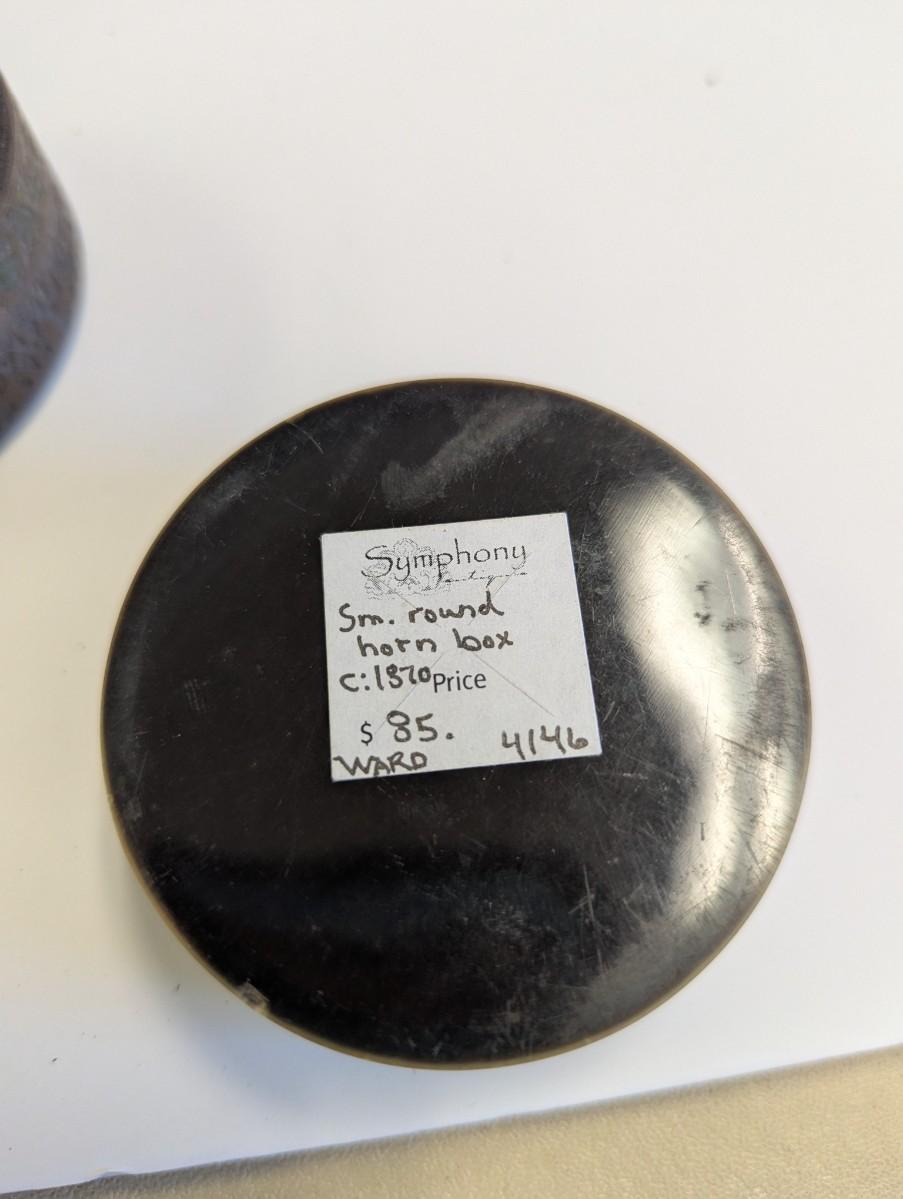 Symphony
Sm. round
horn box
c:1870 Price
$ 85.
WARD 4146